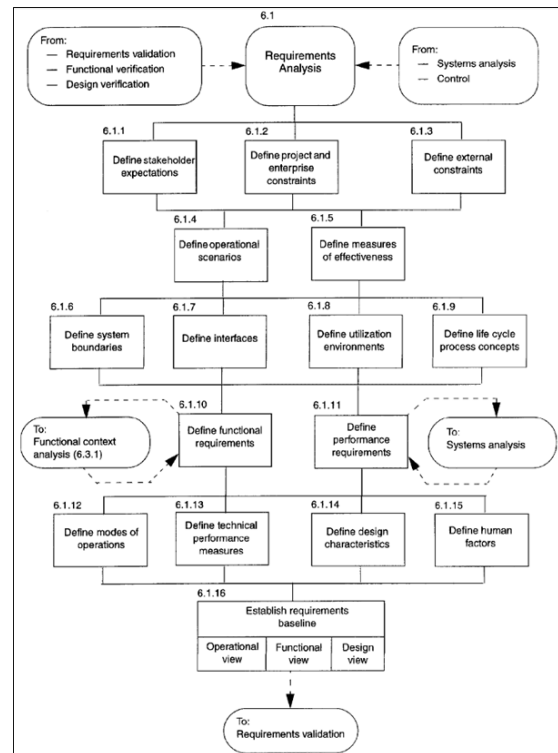 6.1
From:
— Requirements validation
— Functional verification
— Design verification
Requirements
Analysis
From:
— Systems analysis
— Control
6.1.1
Define stakeholder
expectations
6.1.2
Define project and
enterprise constraints
6.1.3
Define external
constraints
6.1.4
Define operational
scenarios
6.1.5
Define measures
of effectiveness
6.1.6
Define system
boundaries
6.1.7
Define interfaces
6.1.8
Define utilization
environments
6.1.9
Define life cycle
process concepts
To:
Functional context
analysis (6.3.1)
6.1.10
Define functional
requirements
6.1.11
Define
performance
requirements
To:
Systems analysis
6.1.12
Define modes of
operations
6.1.13
Define technical
performance
measures
6.1.14
Define design
characteristics
6.1.15
Define human
factors
6.1.16
Establish requirements
baseline
Operational
view
Functional
view
Design
view
To:
Requirements validation